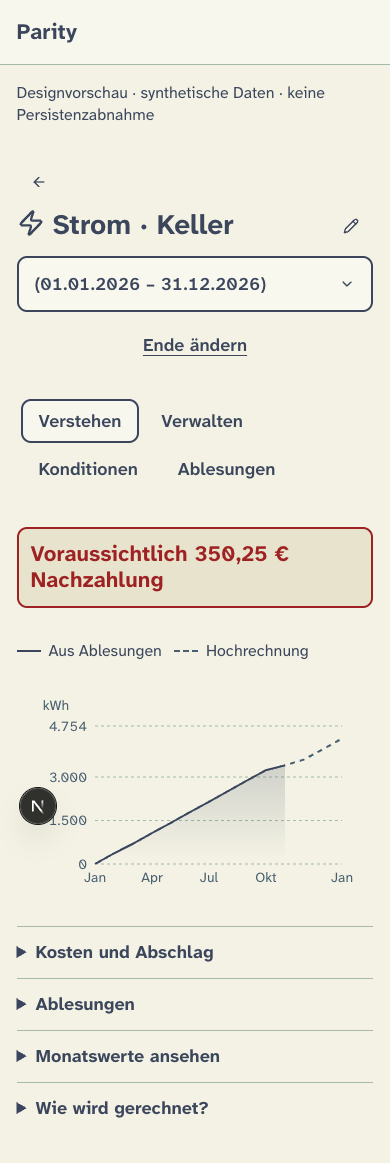 Parity
Designvorschau · synthetische Daten · keine
Persistenzabnahme
←
Strom · Keller
(01.01.2026 – 31.12.2026)
Ende ändern
Verstehen
Verwalten
Konditionen
Ablesungen
Voraussichtlich 350,25 €
Nachzahlung
Aus Ablesungen
Hochrechnung
kWh
4.754
3.000
1.500
0
Jan
Apr
Jul
Okt
Jan
N
Kosten und Abschlag
Ablesungen
Monatswerte ansehen
Wie wird gerechnet?